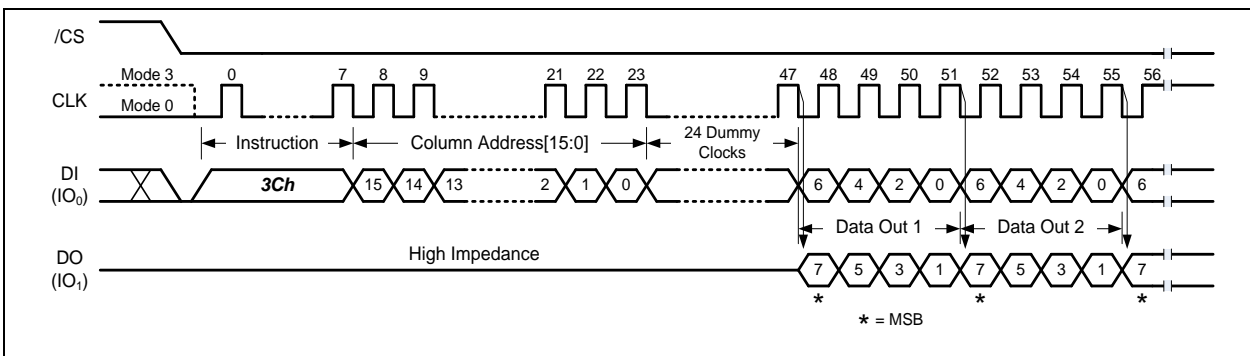 /CS
Mode 3 0 7 8 9 21 22 23 47 48 49 50 51 52 53 54 55 56
CLK Mode 0
Instruction Column Address[15:0] 24 Dummy
Clocks
DI
(IO0) 3Ch 15 14 13 2 1 0 6 4 2 0 6 4 2 0 6
Data Out 1 Data Out 2
DO
(IO1) High Impedance 7 5 3 1 7 5 3 1 7
* * *
* = MSB